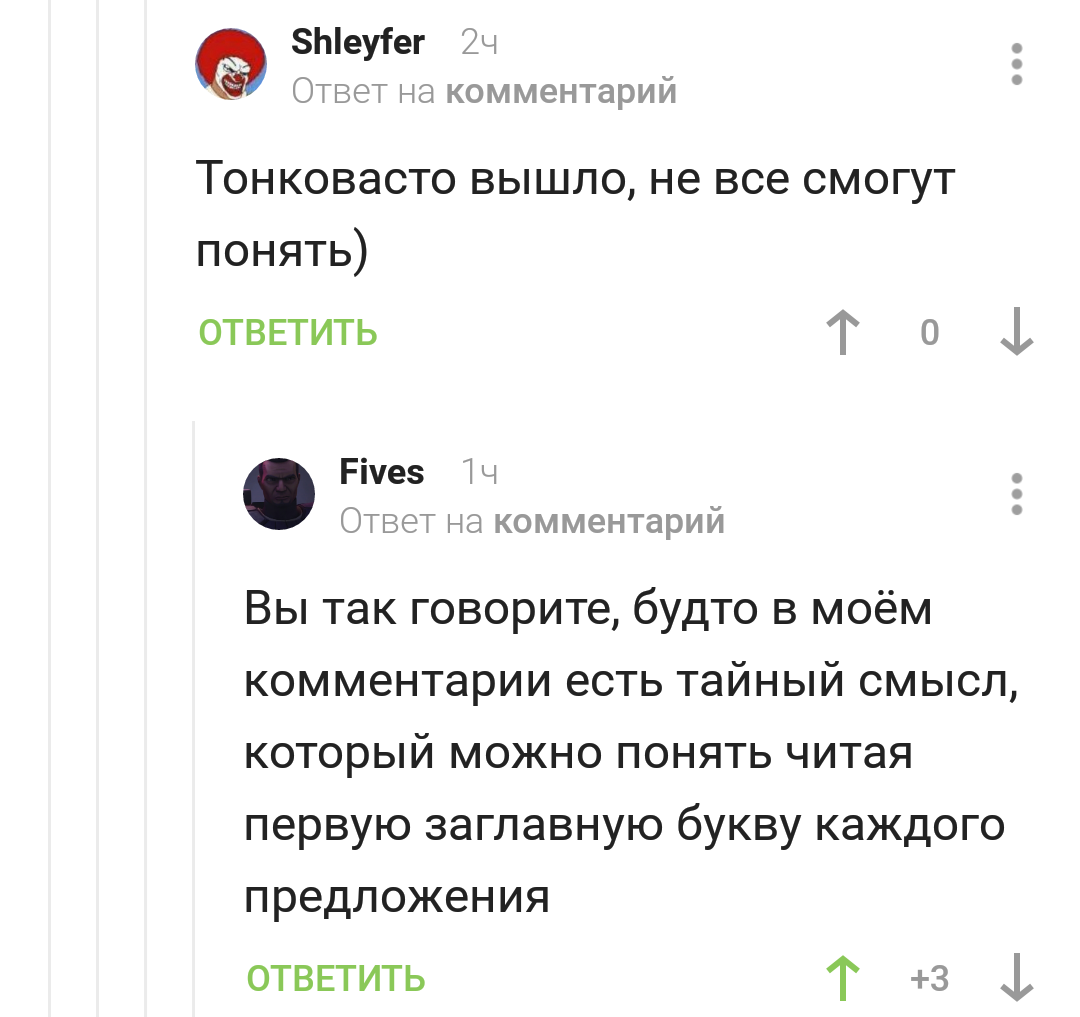 Shleyfer 2ч
Ответ на комментарий
Тонковасто вышло, не все смогут
понять)
ОТВЕТИТЬ 0
Fives 1ч
Ответ на комментарий
Вы так говорите, будто в моём
комментарии есть тайный смысл,
который можно понять читая
первую заглавную букву каждого
предложения
ОТВЕТИТЬ +3